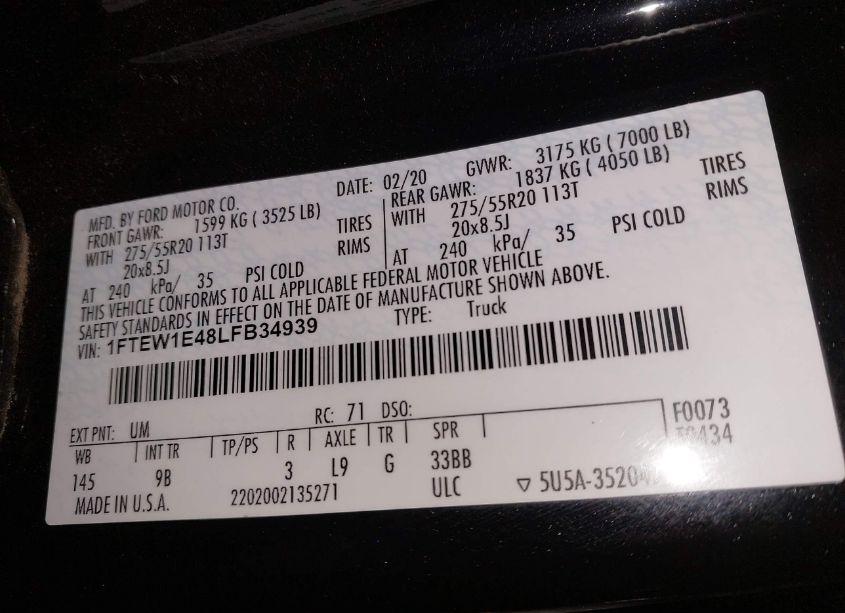 MFD. BY FORD MOTOR CO.
DATE: 02/20 GVWR: 3175 KG ( 7000 LB)
FRONT GAWR: 1599 KG ( 3525 LB)
WITH 275/55R20 113T TIRES
20x8.5J RIMS
AT 240 kPa/ 35 PSI COLD
REAR GAWR: 1837 KG ( 4050 LB)
WITH 275/55R20 113T TIRES
20x8.5J RIMS
AT 240 kPa/ 35 PSI COLD
THIS VEHICLE CONFORMS TO ALL APPLICABLE FEDERAL MOTOR VEHICLE
SAFETY STANDARDS IN EFFECT ON THE DATE OF MANUFACTURE SHOWN ABOVE.
VIN: 1FTEW1E48LFB34939 TYPE: Truck
EXT PNT: UM RC: 71 DSO: F0073
WB INT TR TP/PS R AXLE TR SPR
145 9B 3 L9 G 33BB
ULC
MADE IN U.S.A. 2202002135271 ▽ 5U5A-3520